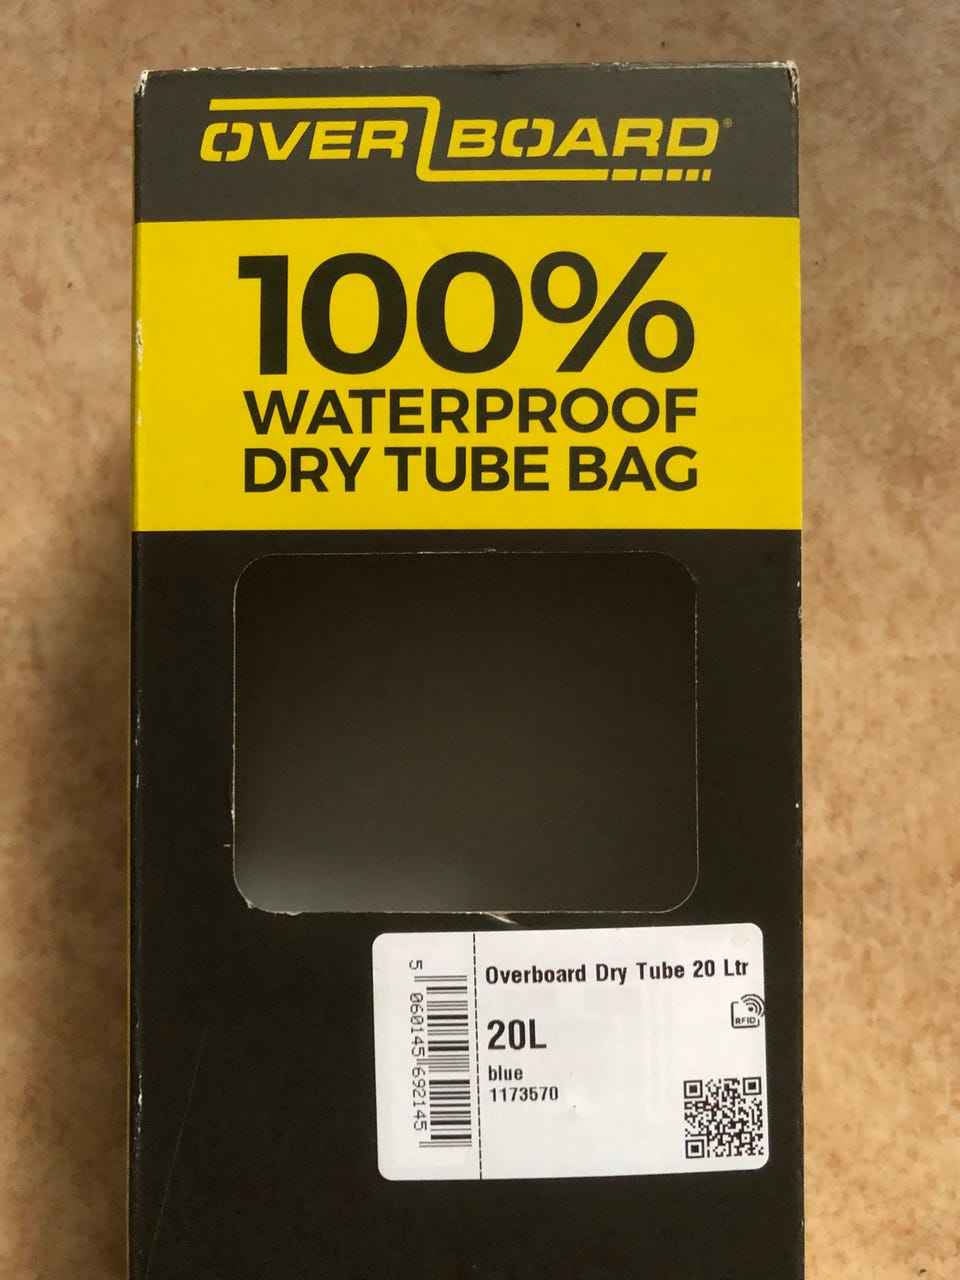 OVERBOARD®
100%
WATERPROOF
DRY TUBE BAG
Overboard Dry Tube 20 Ltr
RFID
20L
blue
1173570
5 060145 692145